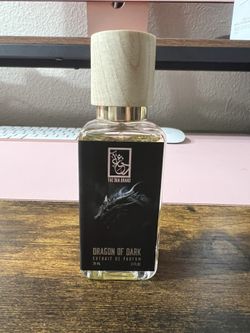 THE DUA BRAND
DRAGON OF DARK
EXTRAIT DE PARFUM